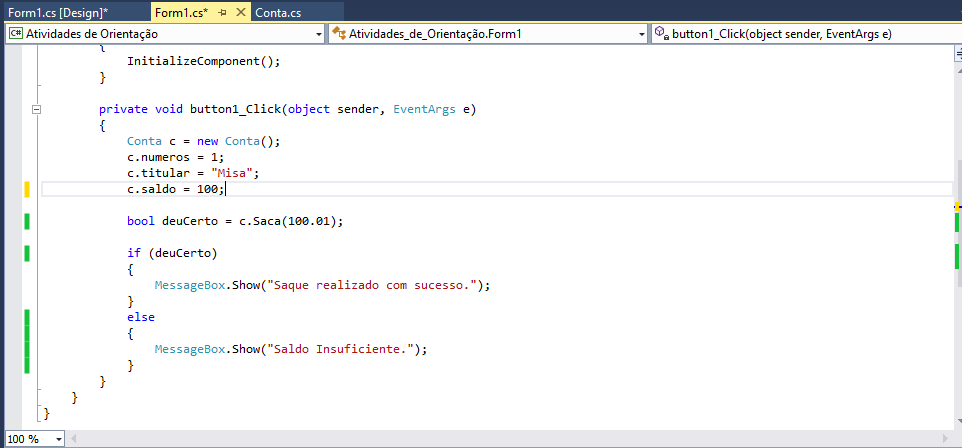 Form1.cs [Design]* Form1.cs* Conta.cs
C# Atividades de Orientação Atividades_de_Orientação.Form1 button1_Click(object sender, EventArgs e)
{
InitializeComponent();
}
private void button1_Click(object sender, EventArgs e)
{
Conta c = new Conta();
c.numeros = 1;
c.titular = "Misa";
c.saldo = 100;
bool deuCerto = c.Saca(100.01);
if (deuCerto)
{
MessageBox.Show("Saque realizado com sucesso.");
}
else
{
MessageBox.Show("Saldo Insuficiente.");
}
}
}
}
100 %